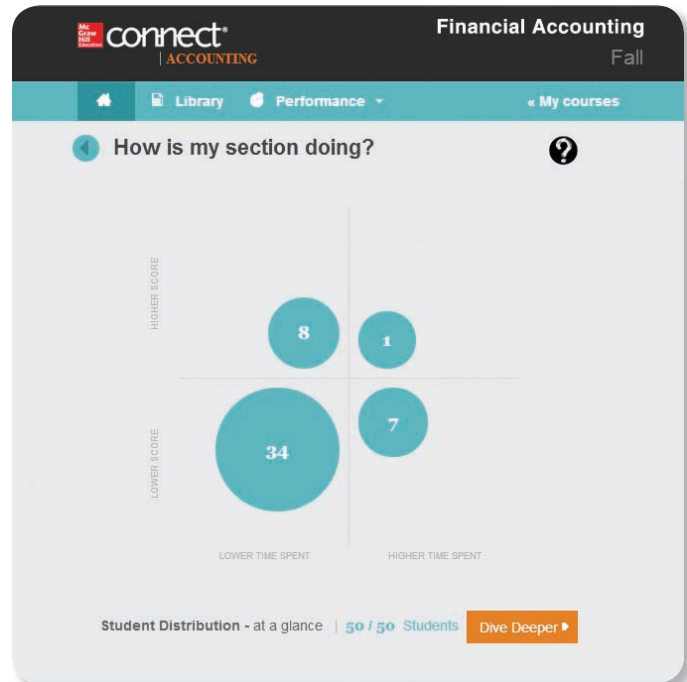 Mc
Graw
Hill
Education
connect®
| ACCOUNTING
Financial Accounting
Fall
Library
Performance
« My courses
How is my section doing?
?
HIGHER SCORE
8
1
LOWER SCORE
34
7
LOWER TIME SPENT
HIGHER TIME SPENT
Student Distribution - at a glance | 50 / 50 Students
Dive Deeper